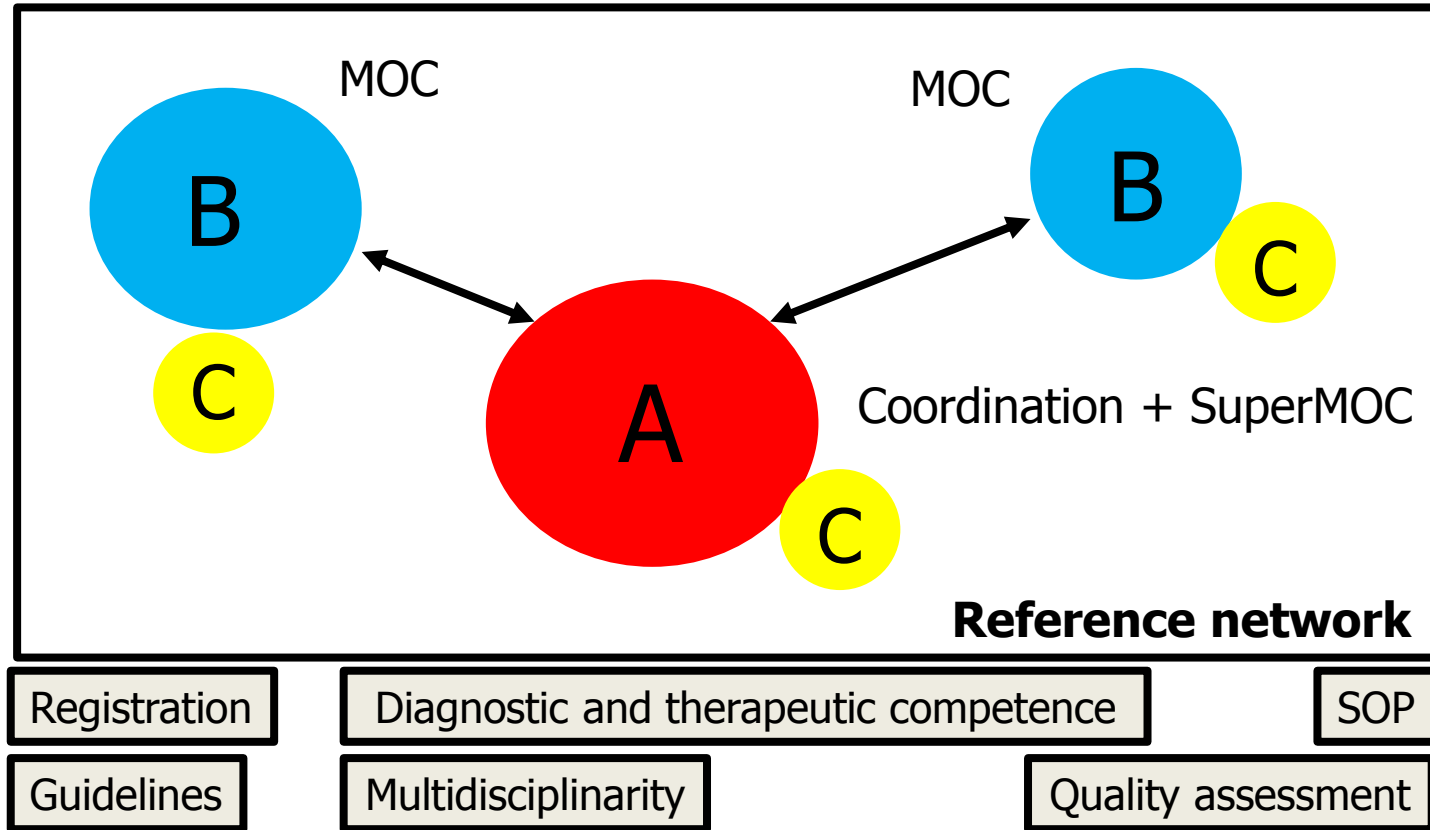 MOC
MOC
B
B
C
C
A
Coordination + SuperMOC
C
Reference network
Registration
Diagnostic and therapeutic competence
SOP
Guidelines
Multidisciplinarity
Quality assessment